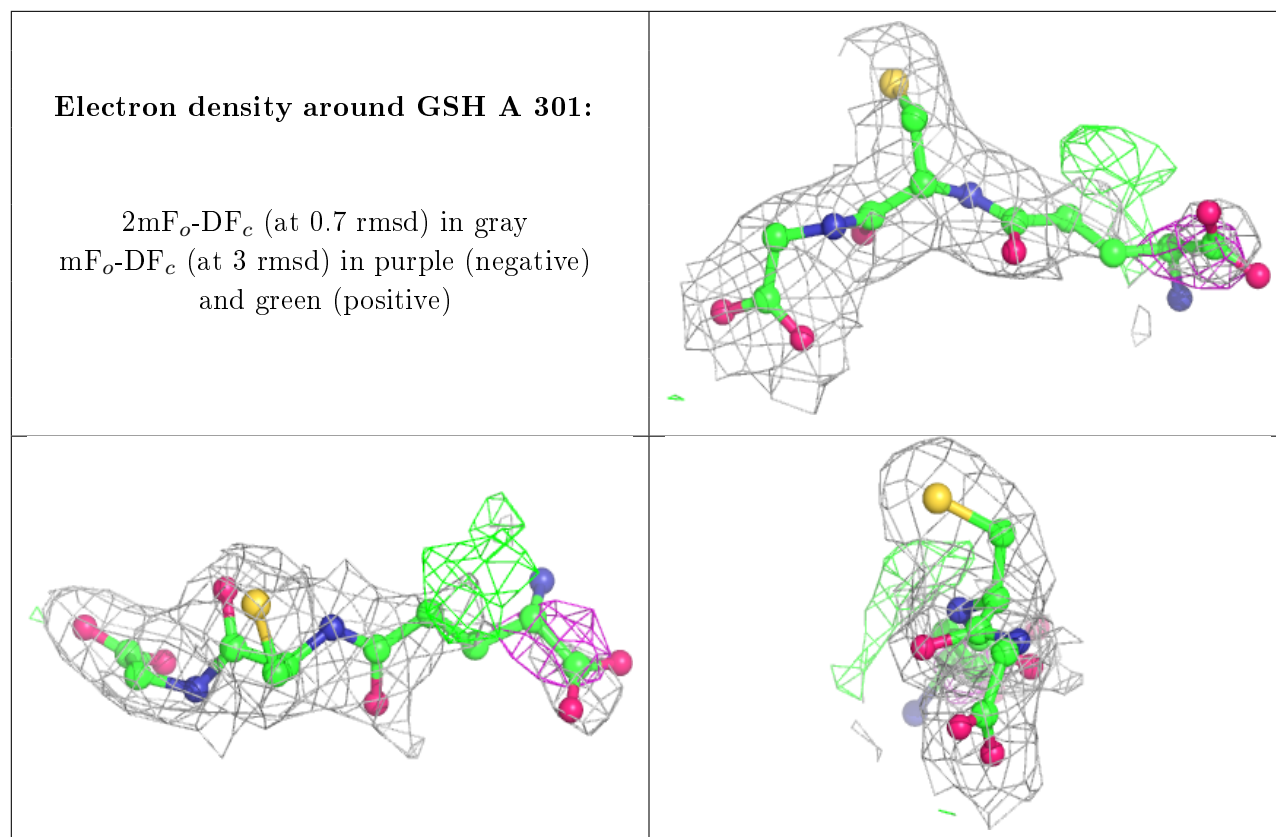 Electron density around GSH A 301:
2mFₒ-DF𝑐 (at 0.7 rmsd) in gray
mFₒ-DF𝑐 (at 3 rmsd) in purple (negative)
and green (positive)